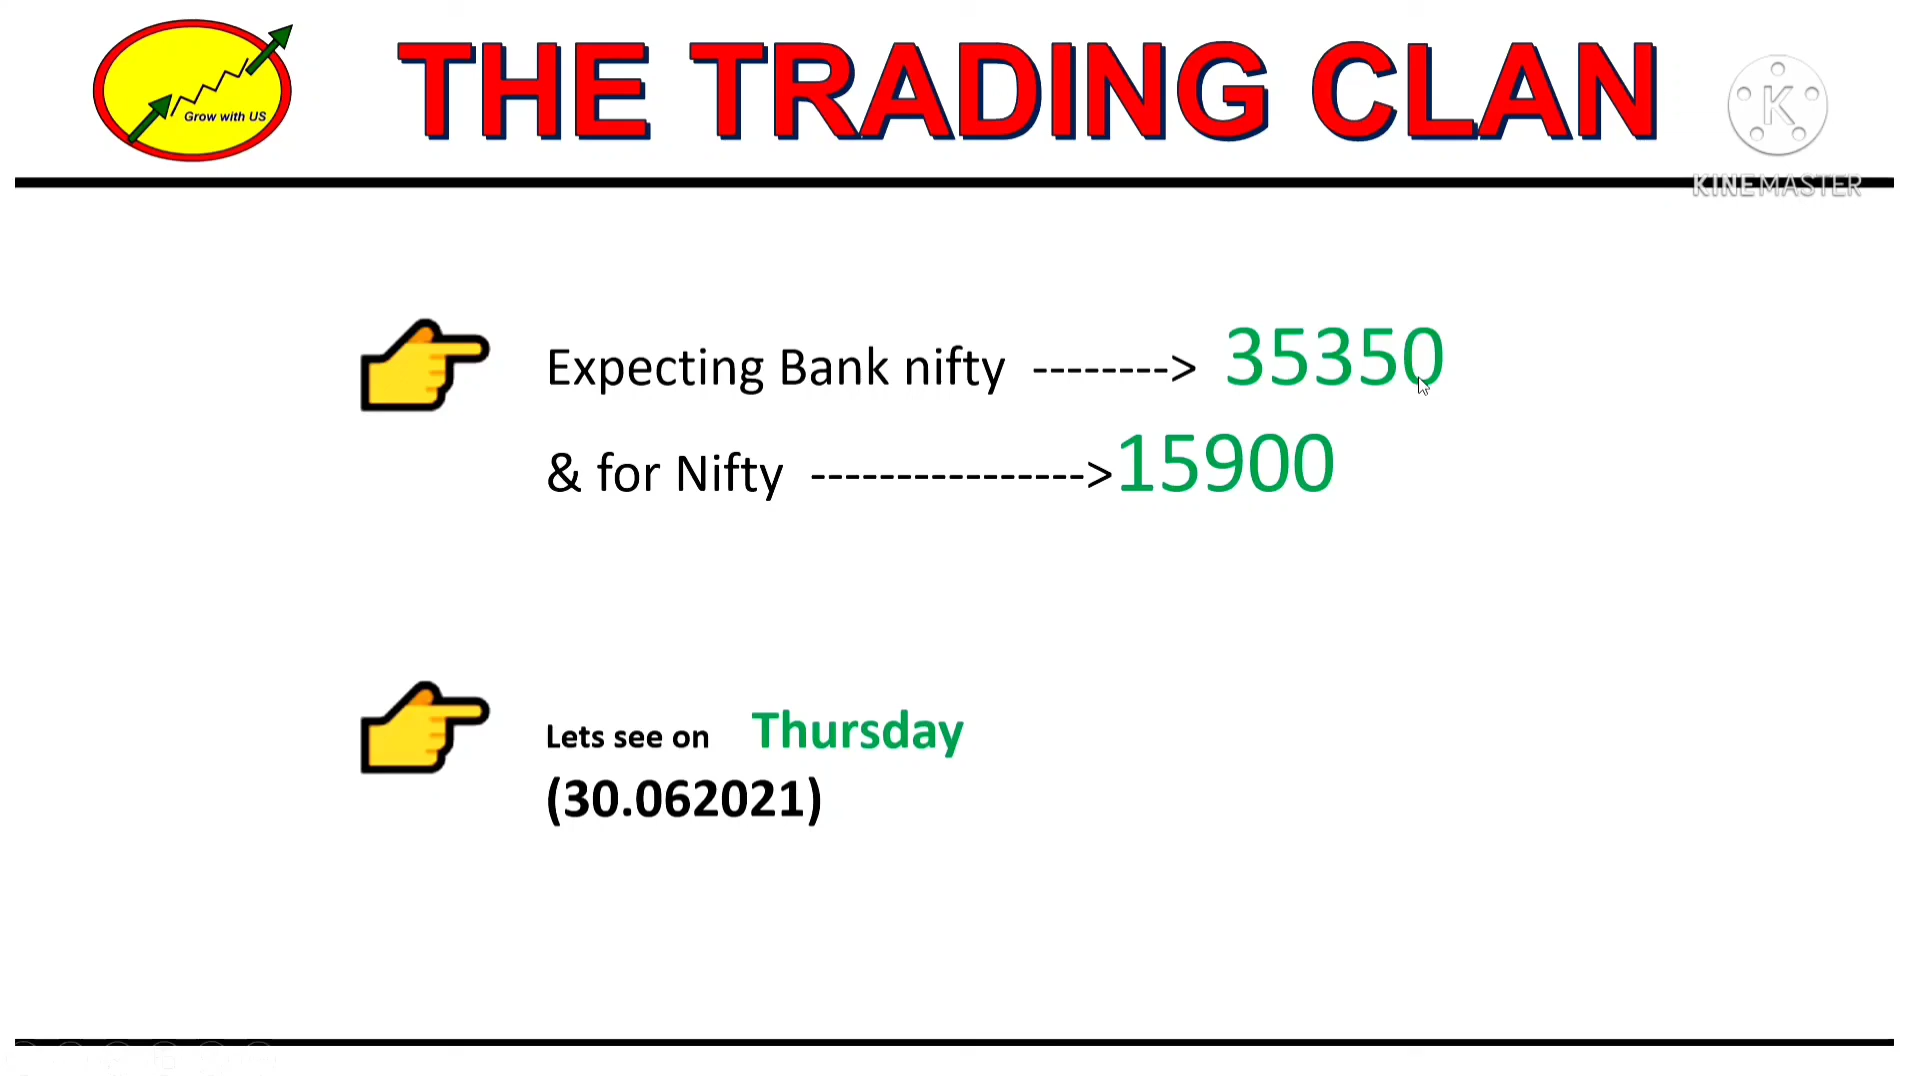 Grow with US
THE TRADING CLAN
K
KINEMASTER
Expecting Bank nifty --------> 35350
& for Nifty ---------------->15900
Lets see on Thursday
(30.062021)